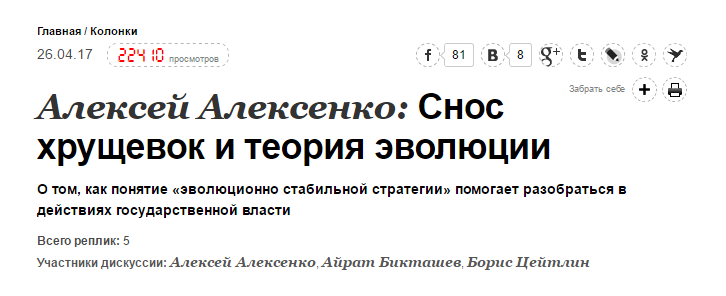 Главная / Колонки
26.04.17 22410 просмотров 81 8
Забрать себе
Алексей Алексенко: Снос
хрущевок и теория эволюции
О том, как понятие «эволюционно стабильной стратегии» помогает разобраться в
действиях государственной власти
Всего реплик: 5
Участники дискуссии: Алексей Алексенко, Айрат Бикташев, Борис Цейтлин